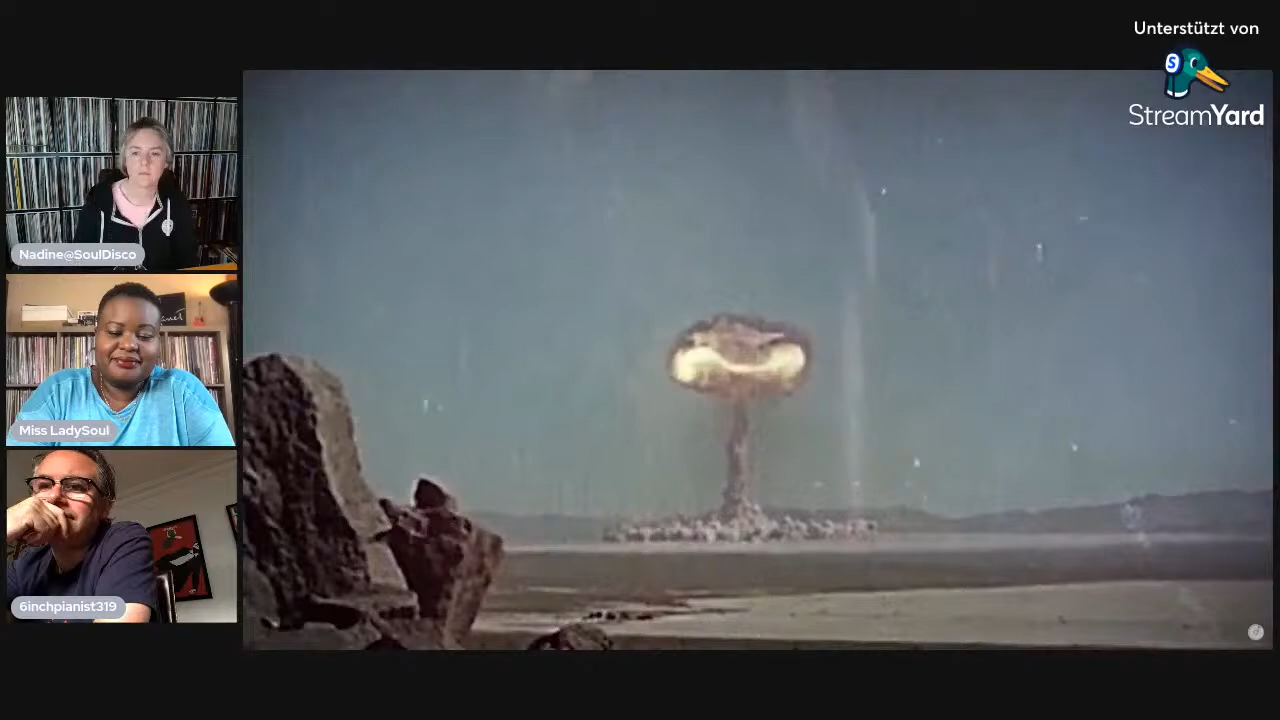 Unterstützt von
StreamYard
Nadine@SoulDisco
Miss LadySoul
6inchpianist319